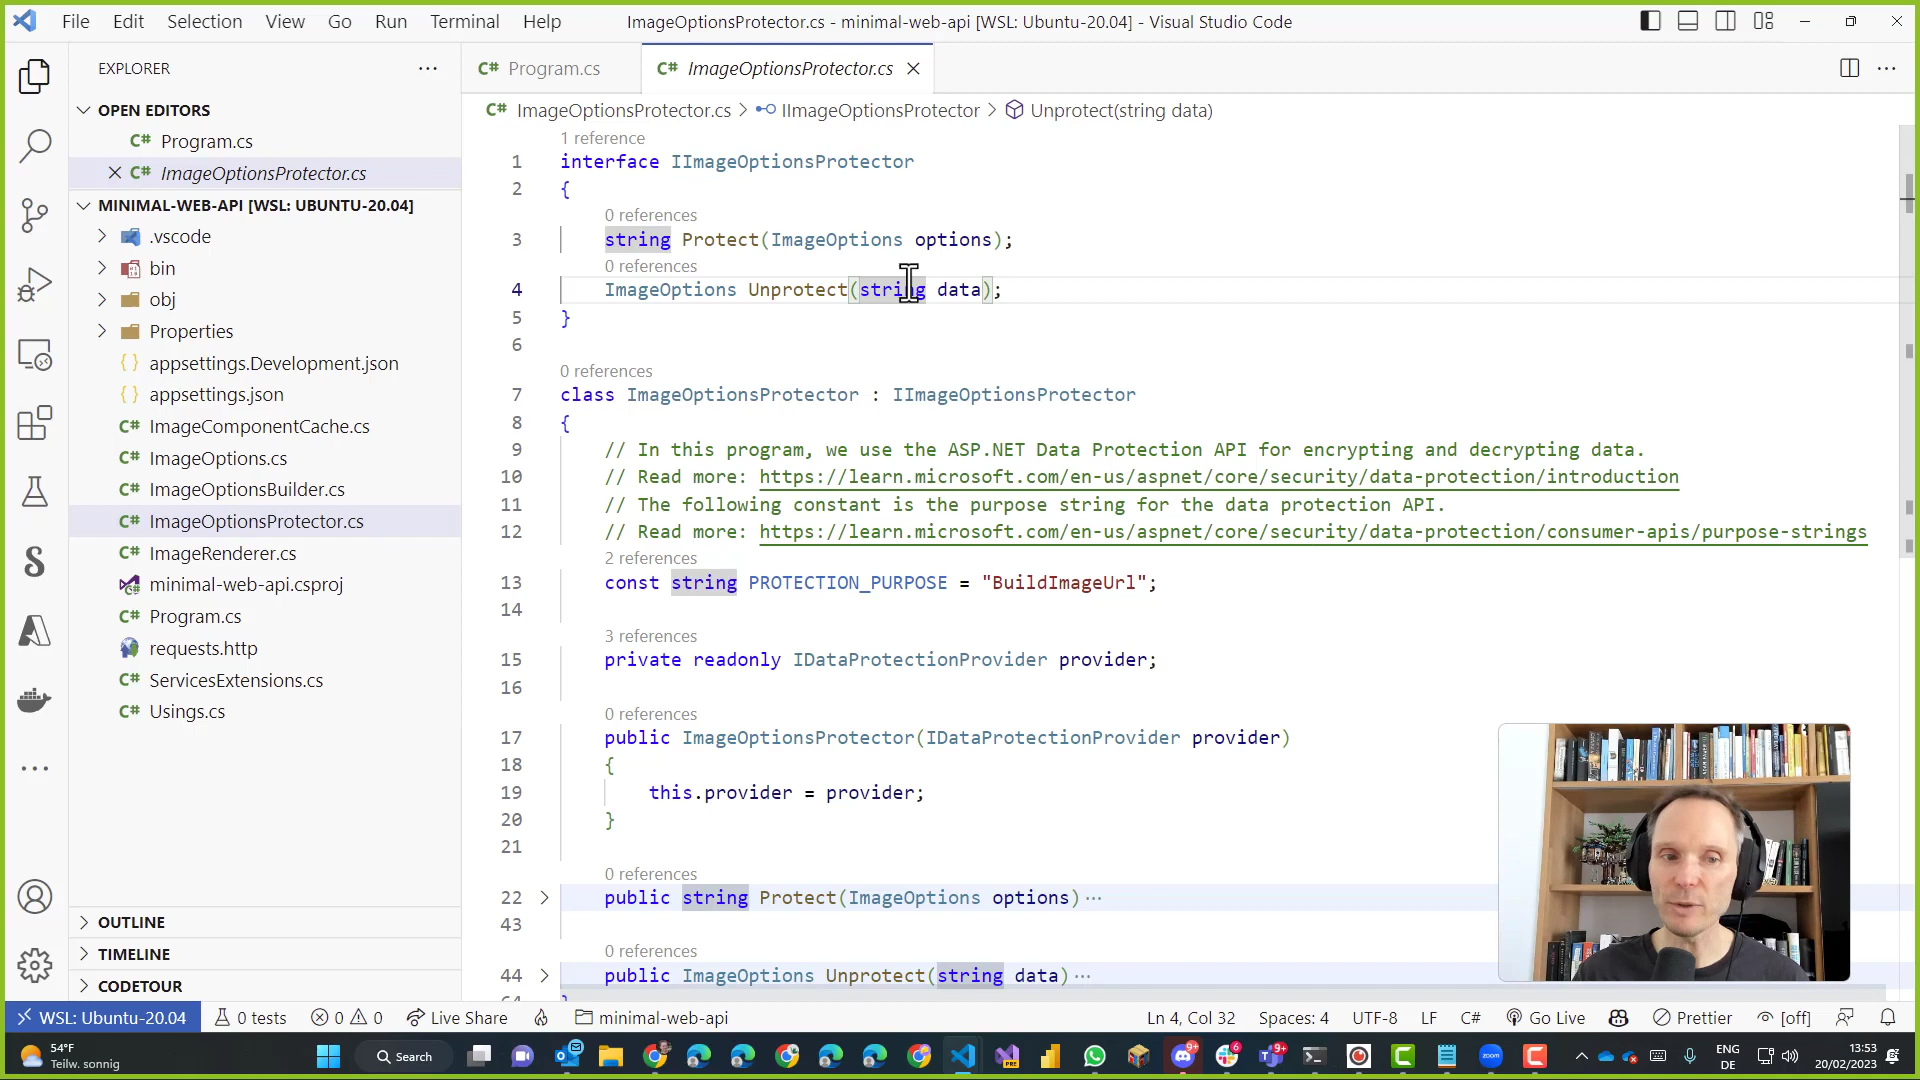 File Edit Selection View Go Run Terminal Help
ImageOptionsProtector.cs - minimal-web-api [WSL: Ubuntu-20.04] - Visual Studio Code
EXPLORER
OPEN EDITORS
C# Program.cs
C# ImageOptionsProtector.cs
MINIMAL-WEB-API [WSL: UBUNTU-20.04]
.vscode
bin
obj
Properties
{} appsettings.Development.json
{} appsettings.json
C# ImageComponentCache.cs
C# ImageOptions.cs
C# ImageOptionsBuilder.cs
C# ImageOptionsProtector.cs
C# ImageRenderer.cs
minimal-web-api.csproj
C# Program.cs
requests.http
C# ServicesExtensions.cs
C# Usings.cs
OUTLINE
TIMELINE
CODETOUR
C# Program.cs
C# ImageOptionsProtector.cs
C# ImageOptionsProtector.cs > IImageOptionsProtector > Unprotect(string data)
1 reference
1 interface IImageOptionsProtector
2 {
0 references
3 string Protect(ImageOptions options);
0 references
4 ImageOptions Unprotect(string data);
5 }
6
0 references
7 class ImageOptionsProtector : IImageOptionsProtector
8 {
9 // In this program, we use the ASP.NET Data Protection API for encrypting and decrypting data.
10 // Read more: https://learn.microsoft.com/en-us/aspnet/core/security/data-protection/introduction
11 // The following constant is the purpose string for the data protection API.
12 // Read more: https://learn.microsoft.com/en-us/aspnet/core/security/data-protection/consumer-apis/purpose-strings
2 references
13 const string PROTECTION_PURPOSE = "BuildImageUrl";
14
3 references
15 private readonly IDataProtectionProvider provider;
16
0 references
17 public ImageOptionsProtector(IDataProtectionProvider provider)
18 {
19 this.provider = provider;
20 }
21
0 references
22 public string Protect(ImageOptions options)···
43
0 references
44 public ImageOptions Unprotect(string data)···
WSL: Ubuntu-20.04 0 tests 0 0 Live Share minimal-web-api Ln 4, Col 32 Spaces: 4 UTF-8 LF C# Go Live Prettier [off]
54°F
Teilw. sonnig
Search
ENG
DE
13:53
20/02/2023